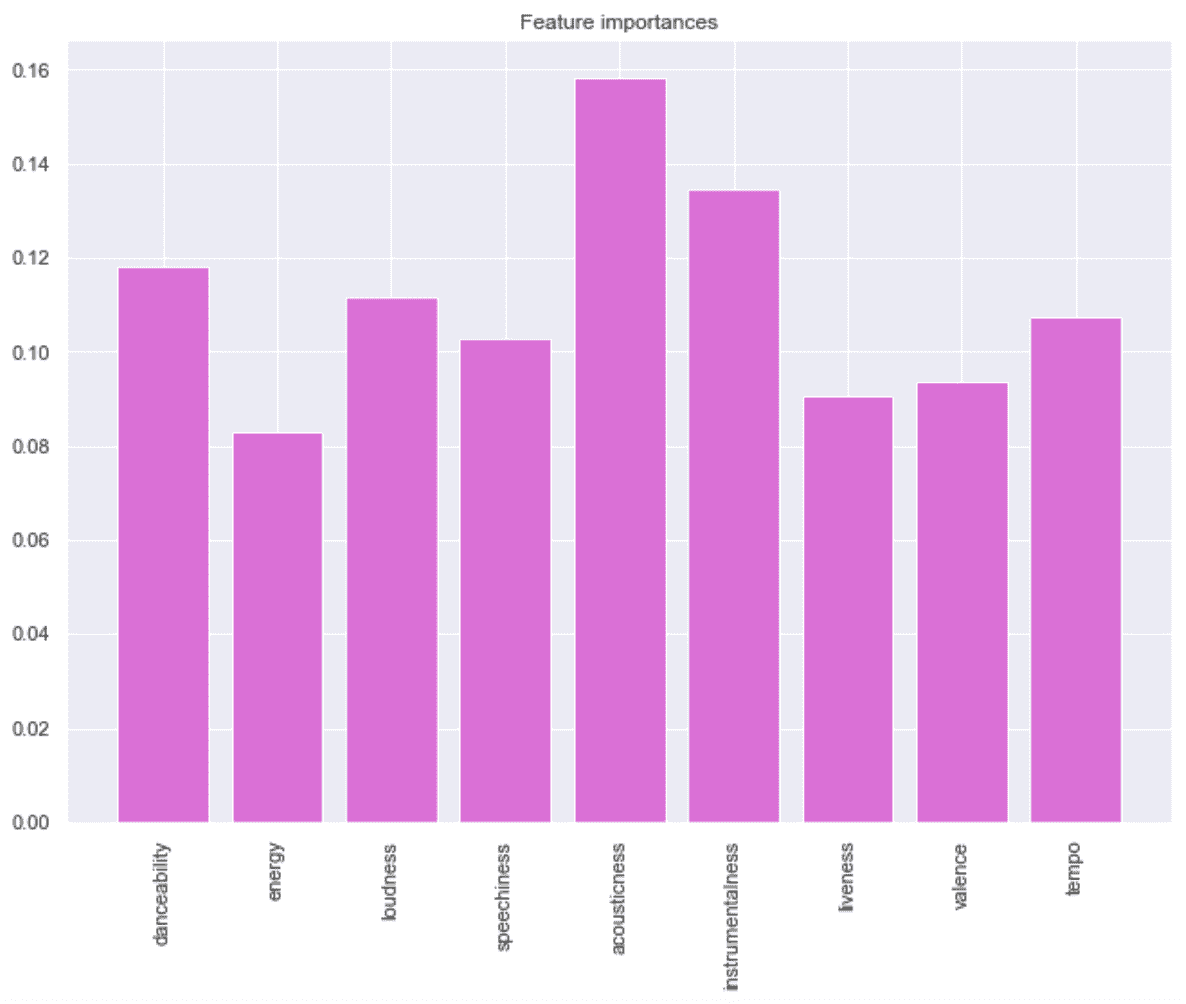 Feature importances
0.16
0.14
0.12
0.10
0.08
0.06
0.04
0.02
0.00
danceability
energy
loudness
speechiness
acousticness
instrumentalness
liveness
valence
tempo